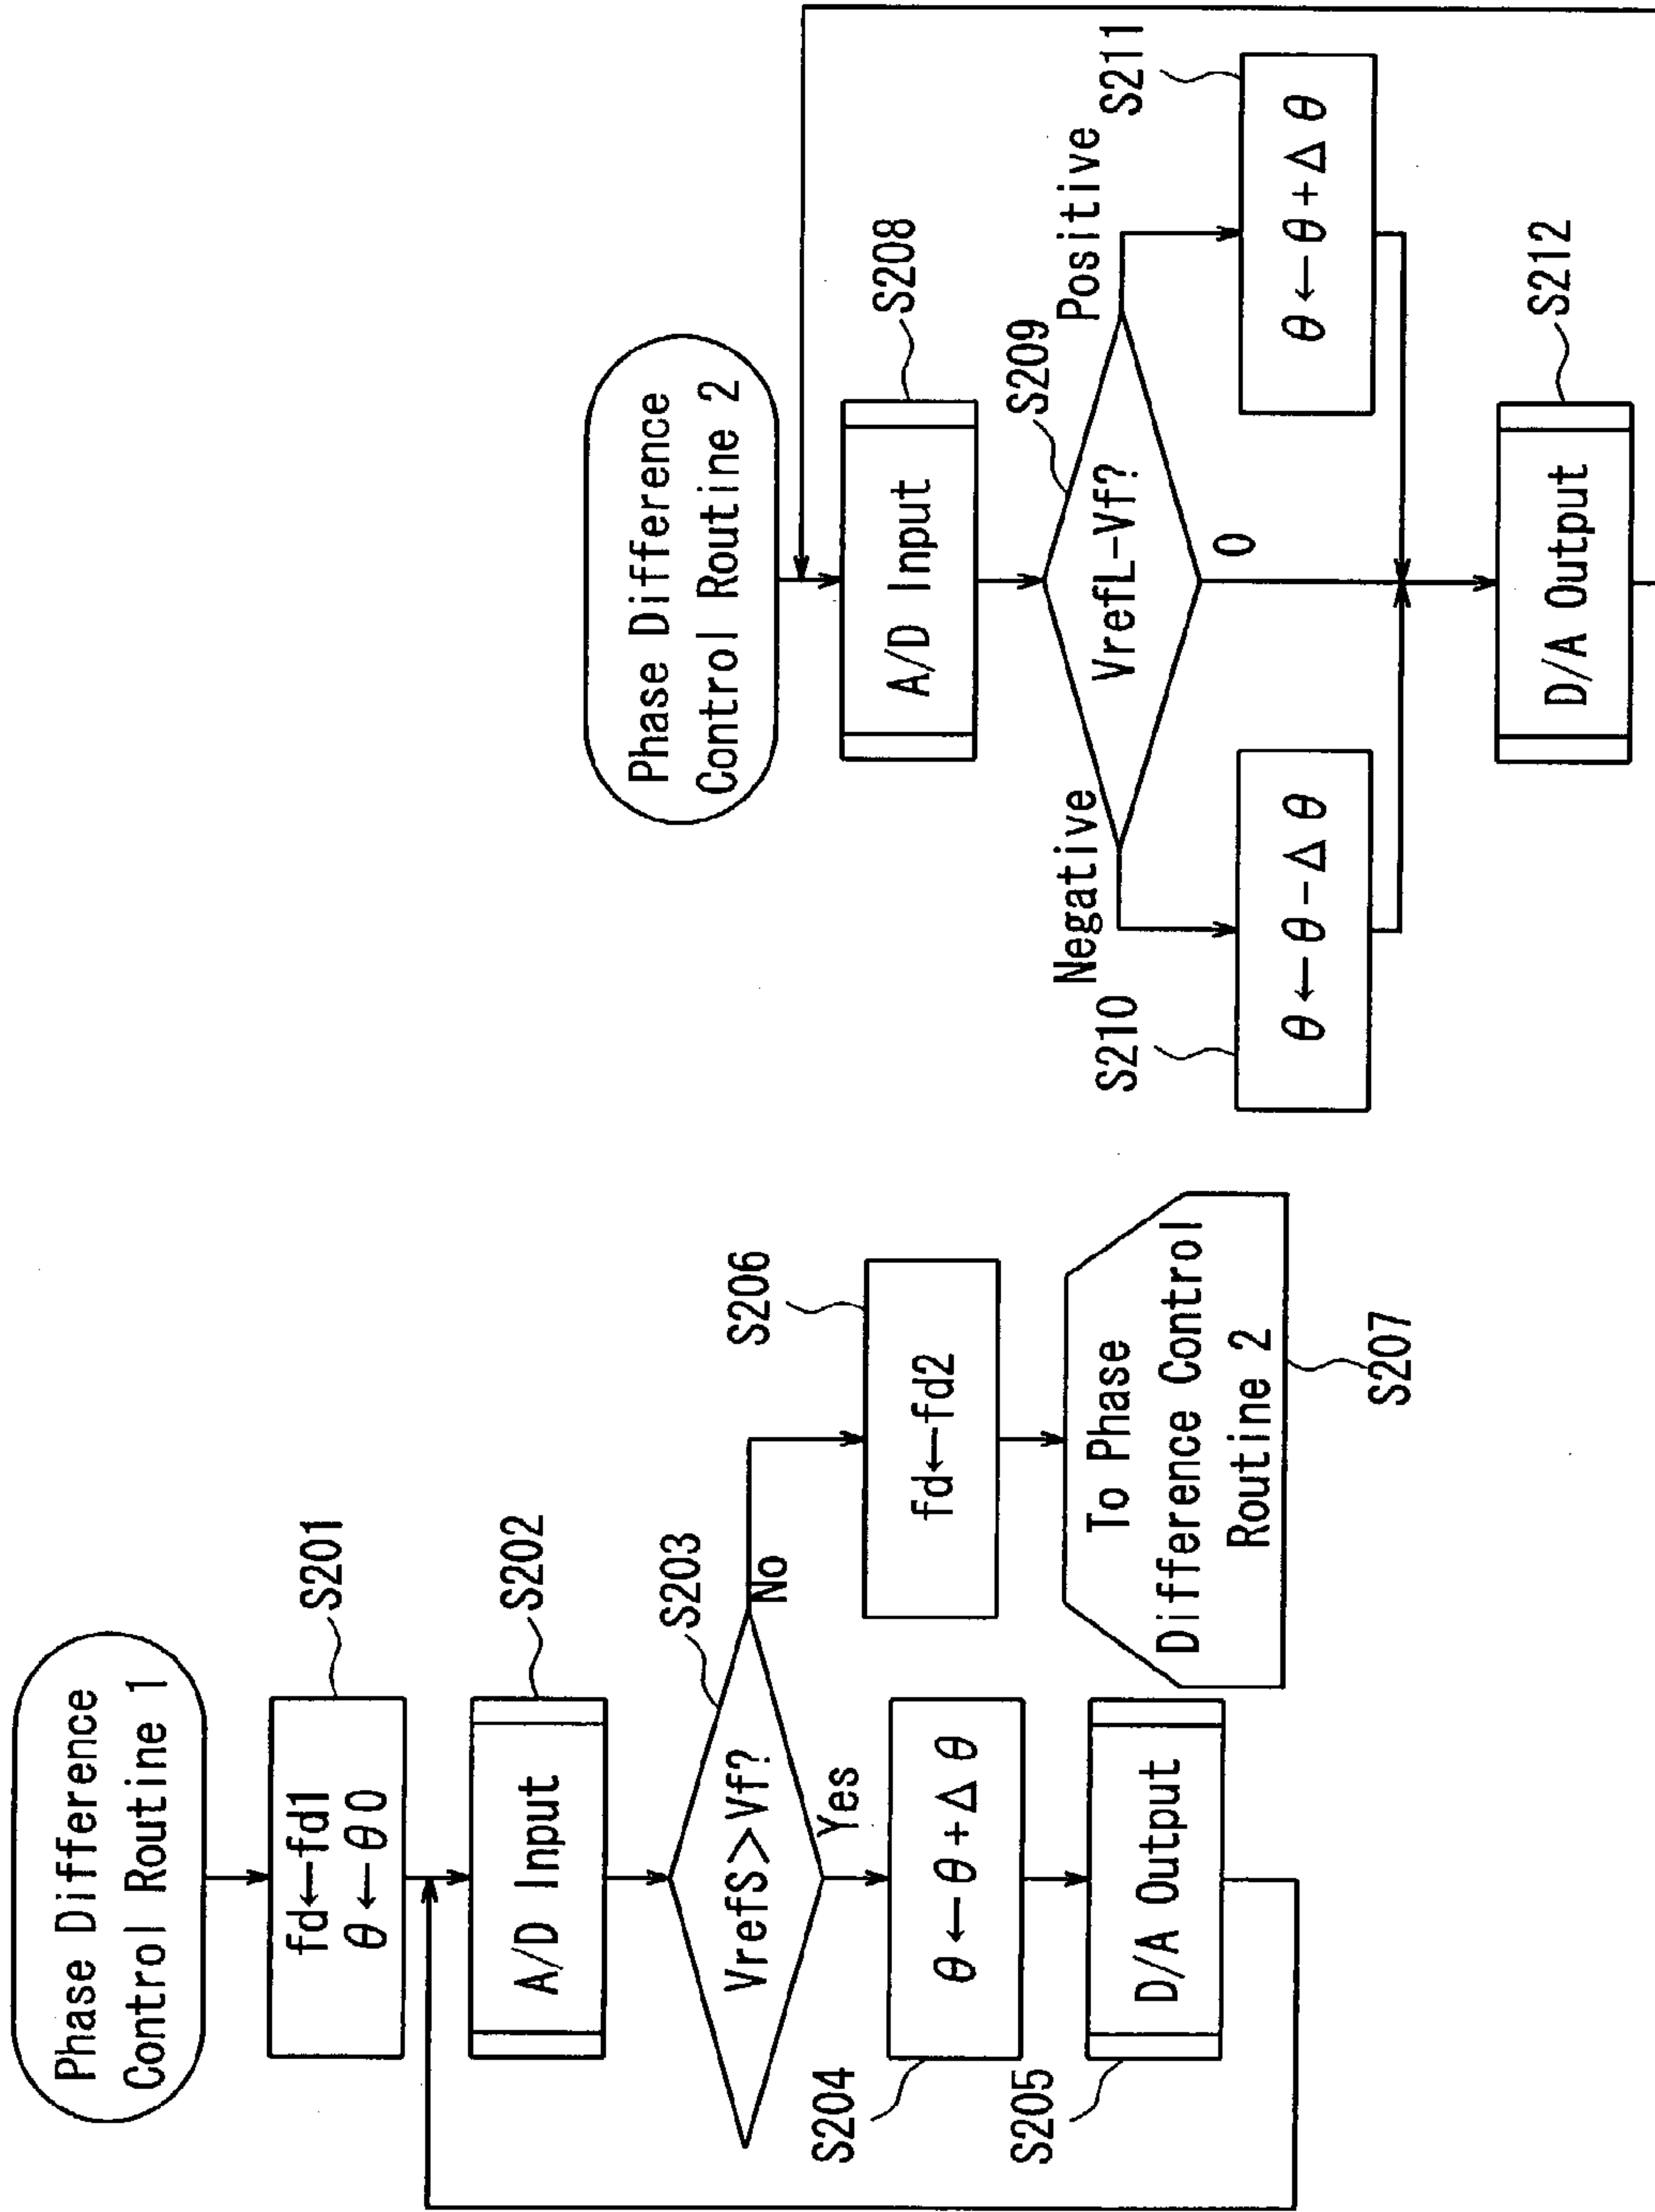 Phase Difference
Control Routine 1
fd←fd1
θ←θ0
S201
A/D Input
S202
VrefS>Vf?
S203
No
Yes
θ←θ+Δθ
S204
D/A Output
S205
fd←fd2
S206
To Phase
Difference Control
Routine 2
S207
Phase Difference
Control Routine 2
A/D Input
S208
VrefL-Vf?
S209
Negative
Positive
0
θ←θ-Δθ
S210
θ←θ+Δθ
S211
D/A Output
S212